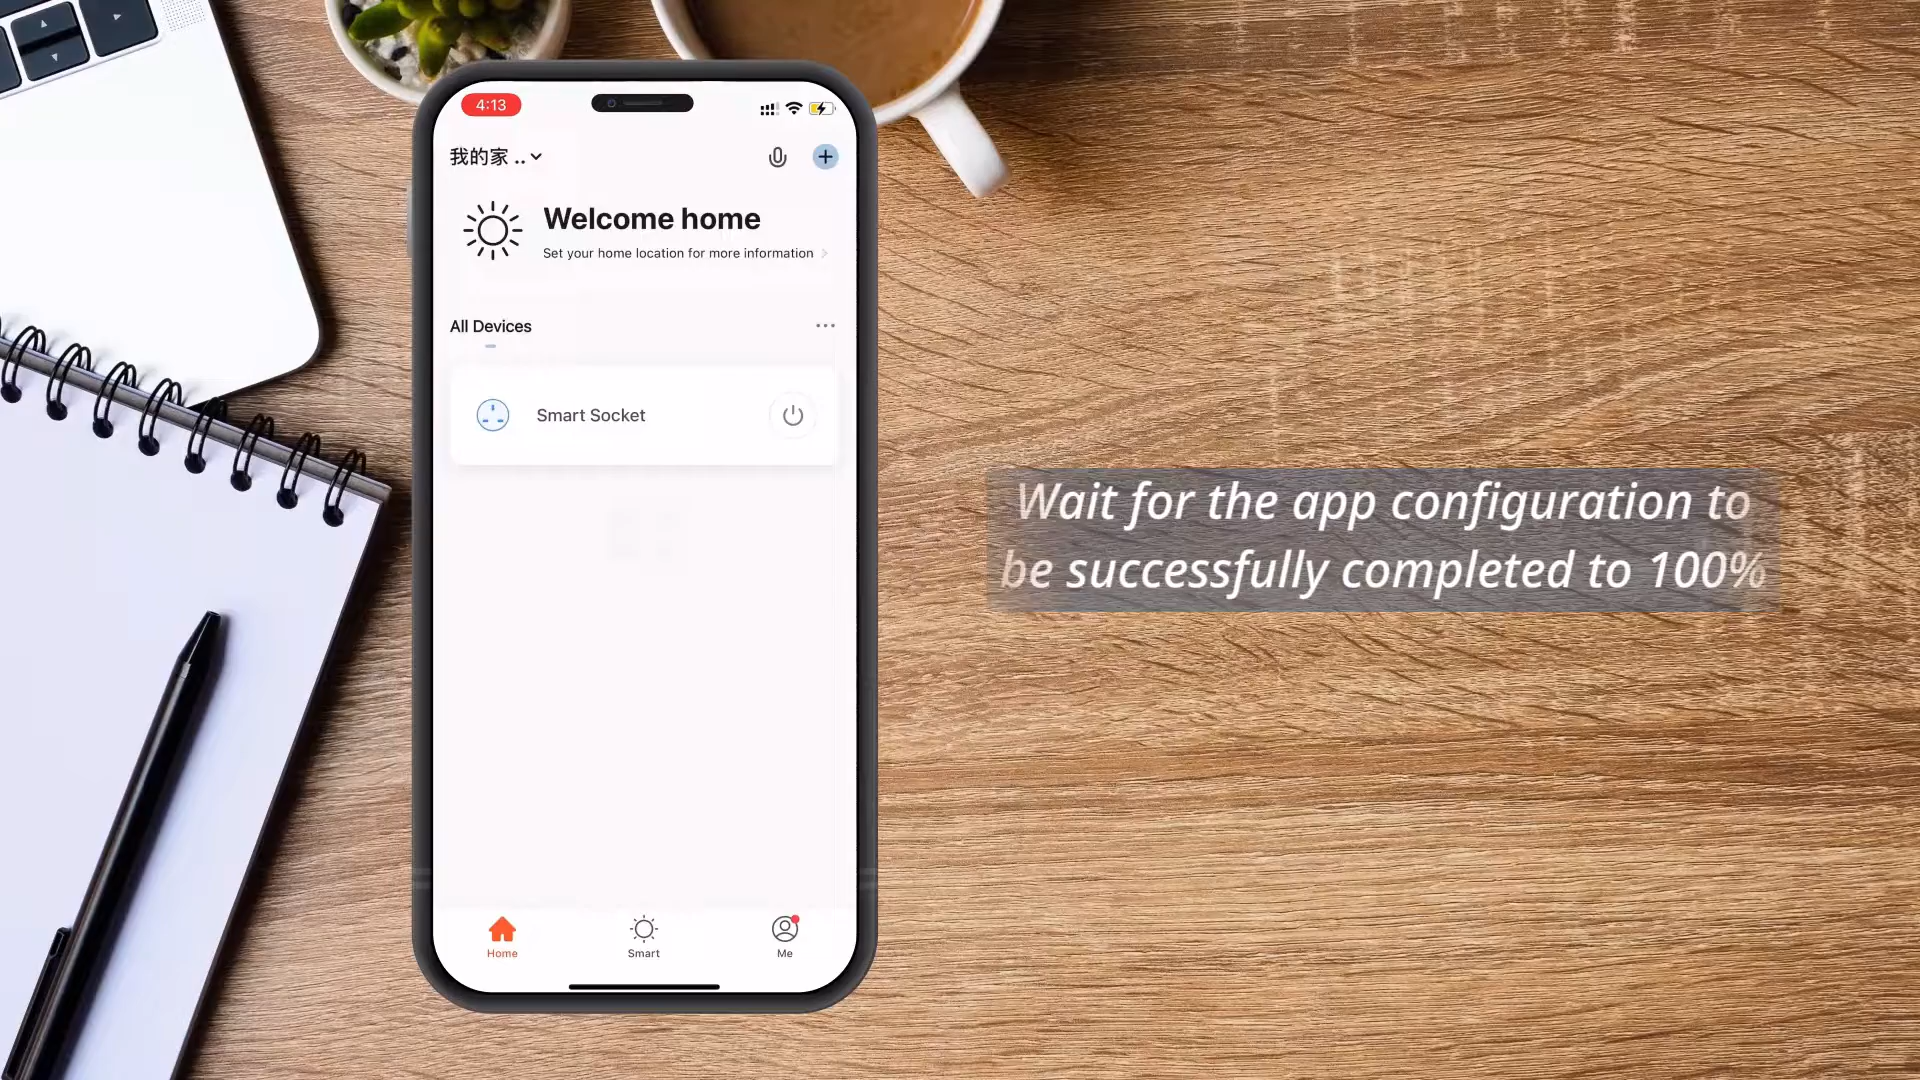 4:13
我的家 ..
Welcome home
Set your home location for more information
All Devices
Smart Socket
Wait for the app configuration to
be successfully completed to 100%
Home
Smart
Me